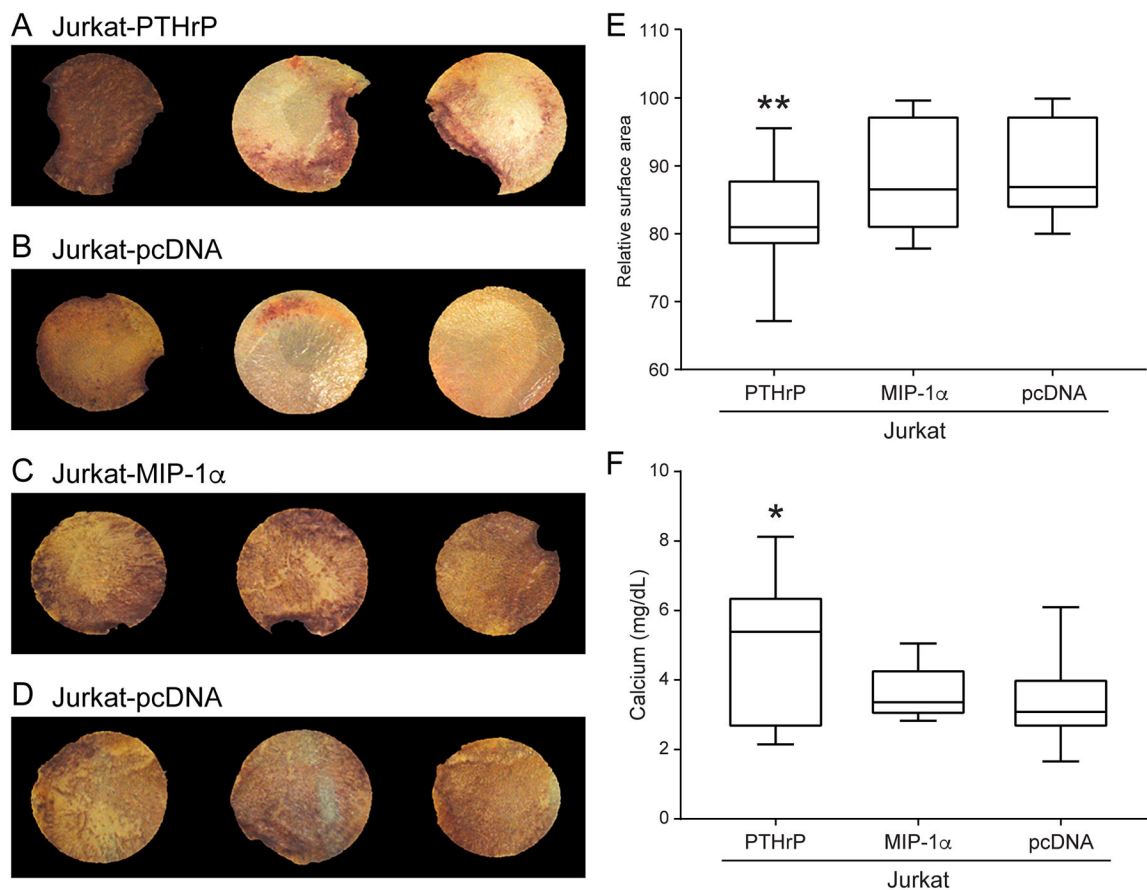 A Jurkat-PTHrP
B Jurkat-pcDNA
C Jurkat-MIP-1α
D Jurkat-pcDNA
E
110
100
90
80
70
60
Relative surface area
**
PTHrP MIP-1α pcDNA
Jurkat
F
10
8
6
4
2
0
Calcium (mg/dL)
*
PTHrP MIP-1α pcDNA
Jurkat